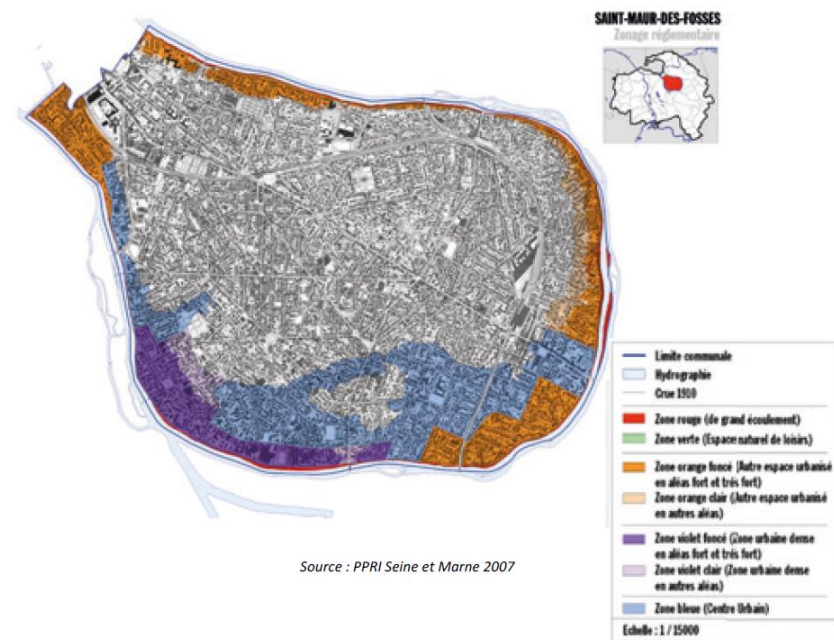 SAINT-MAUR-DES-FOSSES
Zonage réglementaire
Limite communale
Hydrographie
Crue 1910
Zone rouge (de grand écoulement)
Zone verte (Espace naturel de loisirs)
Zone orange foncé (Autre espace urbanisé
en aléas fort et trés fort)
Zone orange clair (Autre espace urbanisé
en autres aléas)
Zone violet foncé (Zone urbaine dense
en aléas fort et trés fort)
Zone violet clair (Zone urbaine dense
en autres aléas)
Zone bleue (Centre Urbain)
Echelle : 1 / 15000
Source : PPRI Seine et Marne 2007